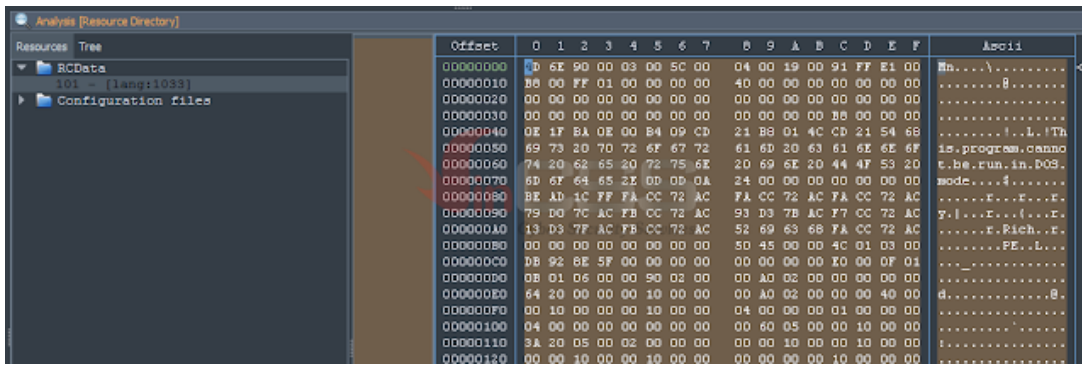 Analysis [Resource Directory]
Resources Tree
RCData
101 - [lang:1033]
Configuration files
Offset 0 1 2 3 4 5 6 7 8 9 A B C D E F Ascii
00000000 4D 6E 90 00 03 00 5C 00 04 00 19 00 91 FF E1 00 Mn....\.........
00000010 B8 00 FF 01 00 00 00 00 40 00 00 00 00 00 00 00 ........@.......
00000020 00 00 00 00 00 00 00 00 00 00 00 00 00 00 00 00 ................
00000030 00 00 00 00 00 00 00 00 00 00 00 00 B8 00 00 00 ................
00000040 0E 1F BA 0E 00 B4 09 CD 21 B8 01 4C CD 21 54 68 ........!..L.!Th
00000050 69 73 20 70 72 6F 67 72 61 6D 20 63 61 6E 6E 6F is.program.canno
00000060 74 20 62 65 20 72 75 6E 20 69 6E 20 44 4F 53 20 t.be.run.in.DOS.
00000070 6D 6F 64 65 2E 0D 0D 0A 24 00 00 00 00 00 00 00 mode....$.......
00000080 BE AD 1C FF FA CC 72 AC FA CC 72 AC FA CC 72 AC ......r...r...r.
00000090 79 D0 7C AC FB CC 72 AC 93 D3 7B AC F7 CC 72 AC y.|...r...{...r.
000000A0 13 D3 7F AC FB CC 72 AC 52 69 63 68 FA CC 72 AC ......r.Rich..r.
000000B0 00 00 00 00 00 00 00 00 50 45 00 00 4C 01 03 00 ........PE..L...
000000C0 DB 92 8E 5F 00 00 00 00 00 00 00 00 E0 00 0F 01 ..._............
000000D0 0B 01 06 00 00 90 02 00 00 A0 02 00 00 00 00 00 ................
000000E0 64 20 00 00 00 10 00 00 00 A0 02 00 00 00 40 00 d.............@.
000000F0 00 10 00 00 00 10 00 00 04 00 00 00 01 00 00 00 ................
00000100 04 00 00 00 00 00 00 00 00 60 05 00 00 10 00 00 .........`......
00000110 3A 20 05 00 02 00 00 00 00 00 10 00 00 10 00 00 :...............
00000120 00 00 10 00 00 10 00 00 00 00 00 00 10 00 00 00 ................